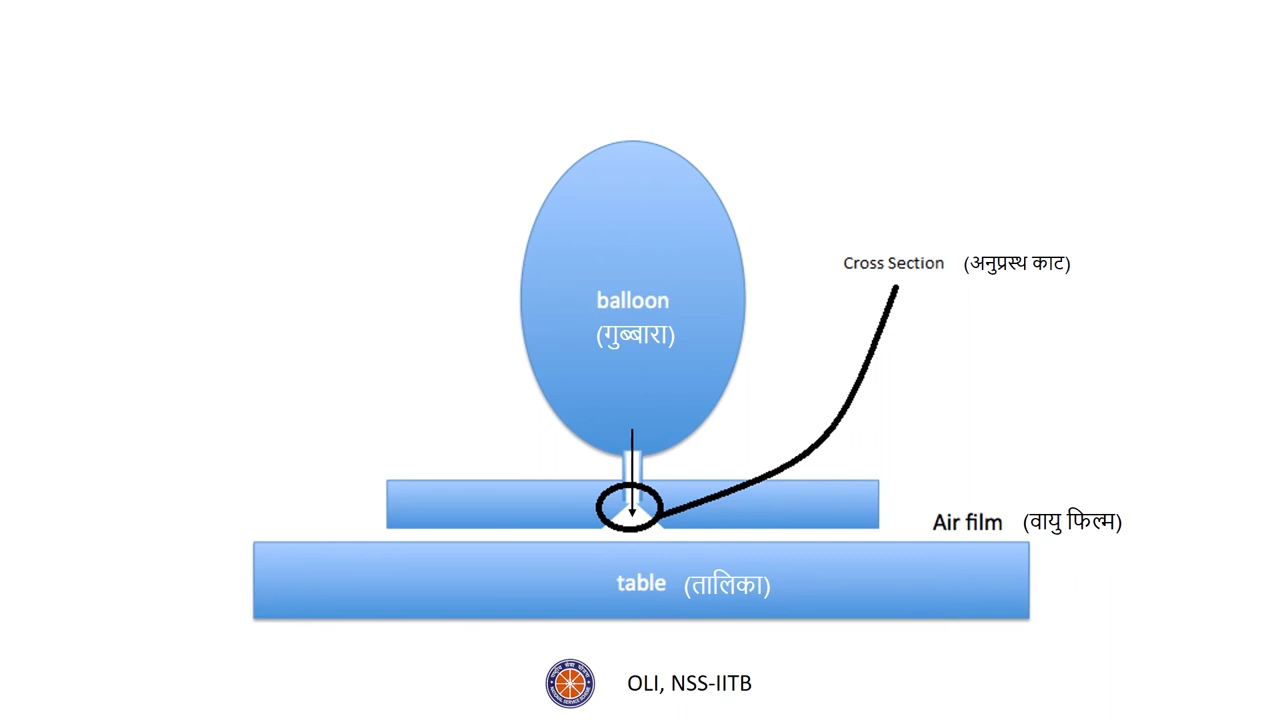 Cross Section (अनुप्रस्थ काट)
balloon
(गुब्बारा)
Air film (वायु फिल्म)
table (तालिका)
OLI, NSS-IITB